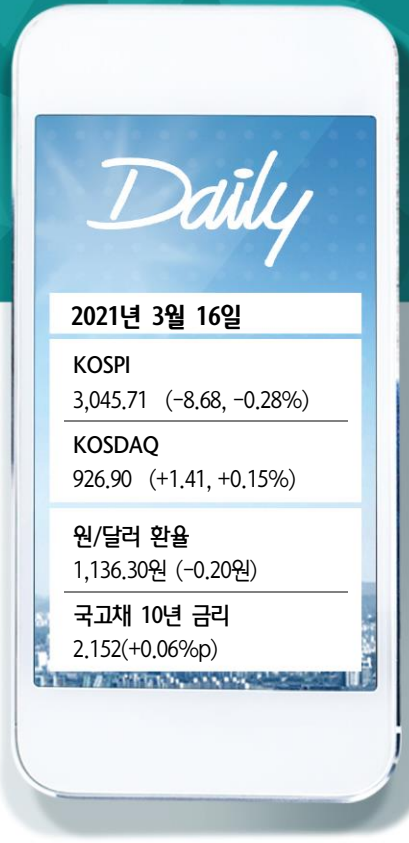 Daily
2021년 3월 16일
KOSPI
3,045.71 (-8.68, -0.28%)
KOSDAQ
926.90 (+1.41, +0.15%)
원/달러 환율
1,136.30원 (-0.20원)
국고채 10년 금리
2.152(+0.06%p)